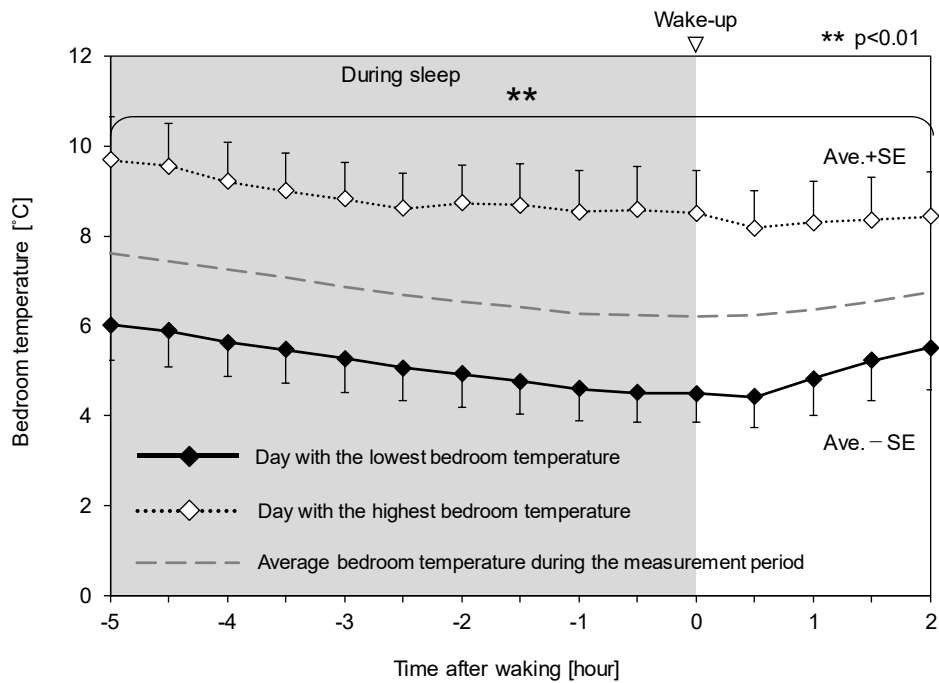 Wake-up
** p<0.01
During sleep
**
Ave.+SE
Ave.－SE
Day with the lowest bedroom temperature
Day with the highest bedroom temperature
Average bedroom temperature during the measurement period
Bedroom temperature [˚C]
12
10
8
6
4
2
0
-5 -4 -3 -2 -1 0 1 2
Time after waking [hour]